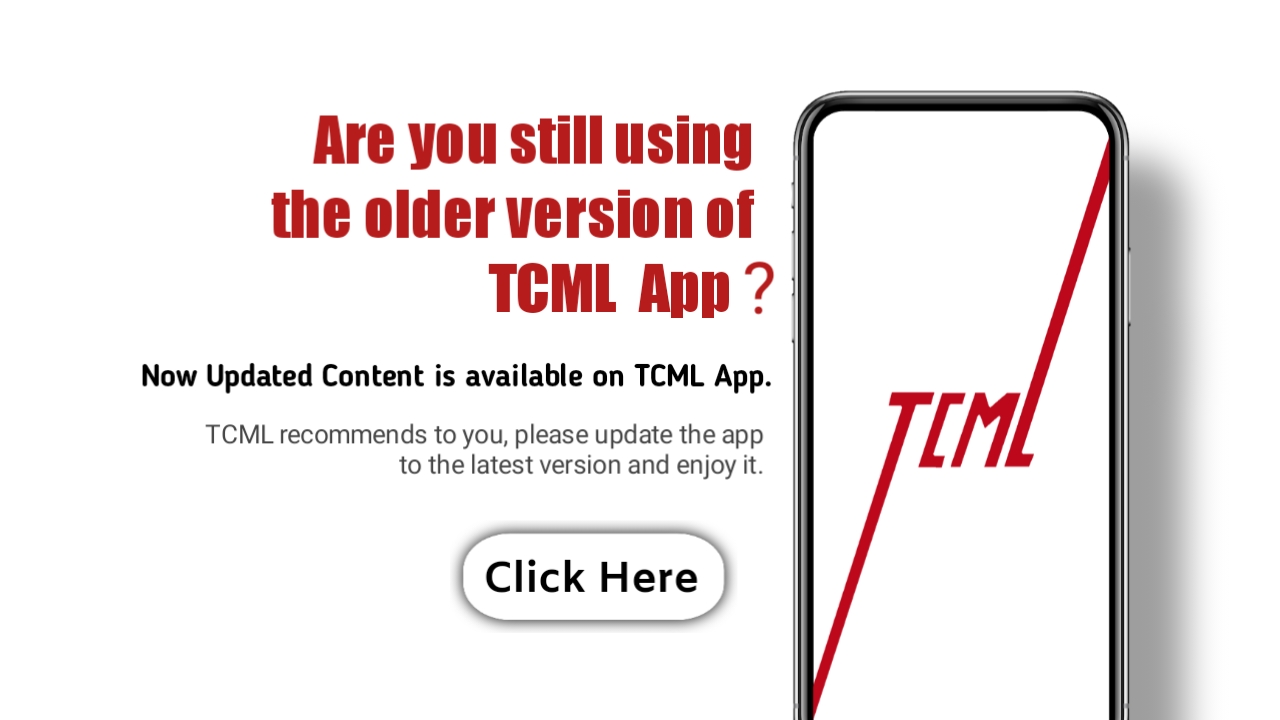 Are you still using
the older version of
TCML App ?
Now Updated Content is available on TCML App.
TCML recommends to you, please update the app
to the latest version and enjoy it.
Click Here
TCML